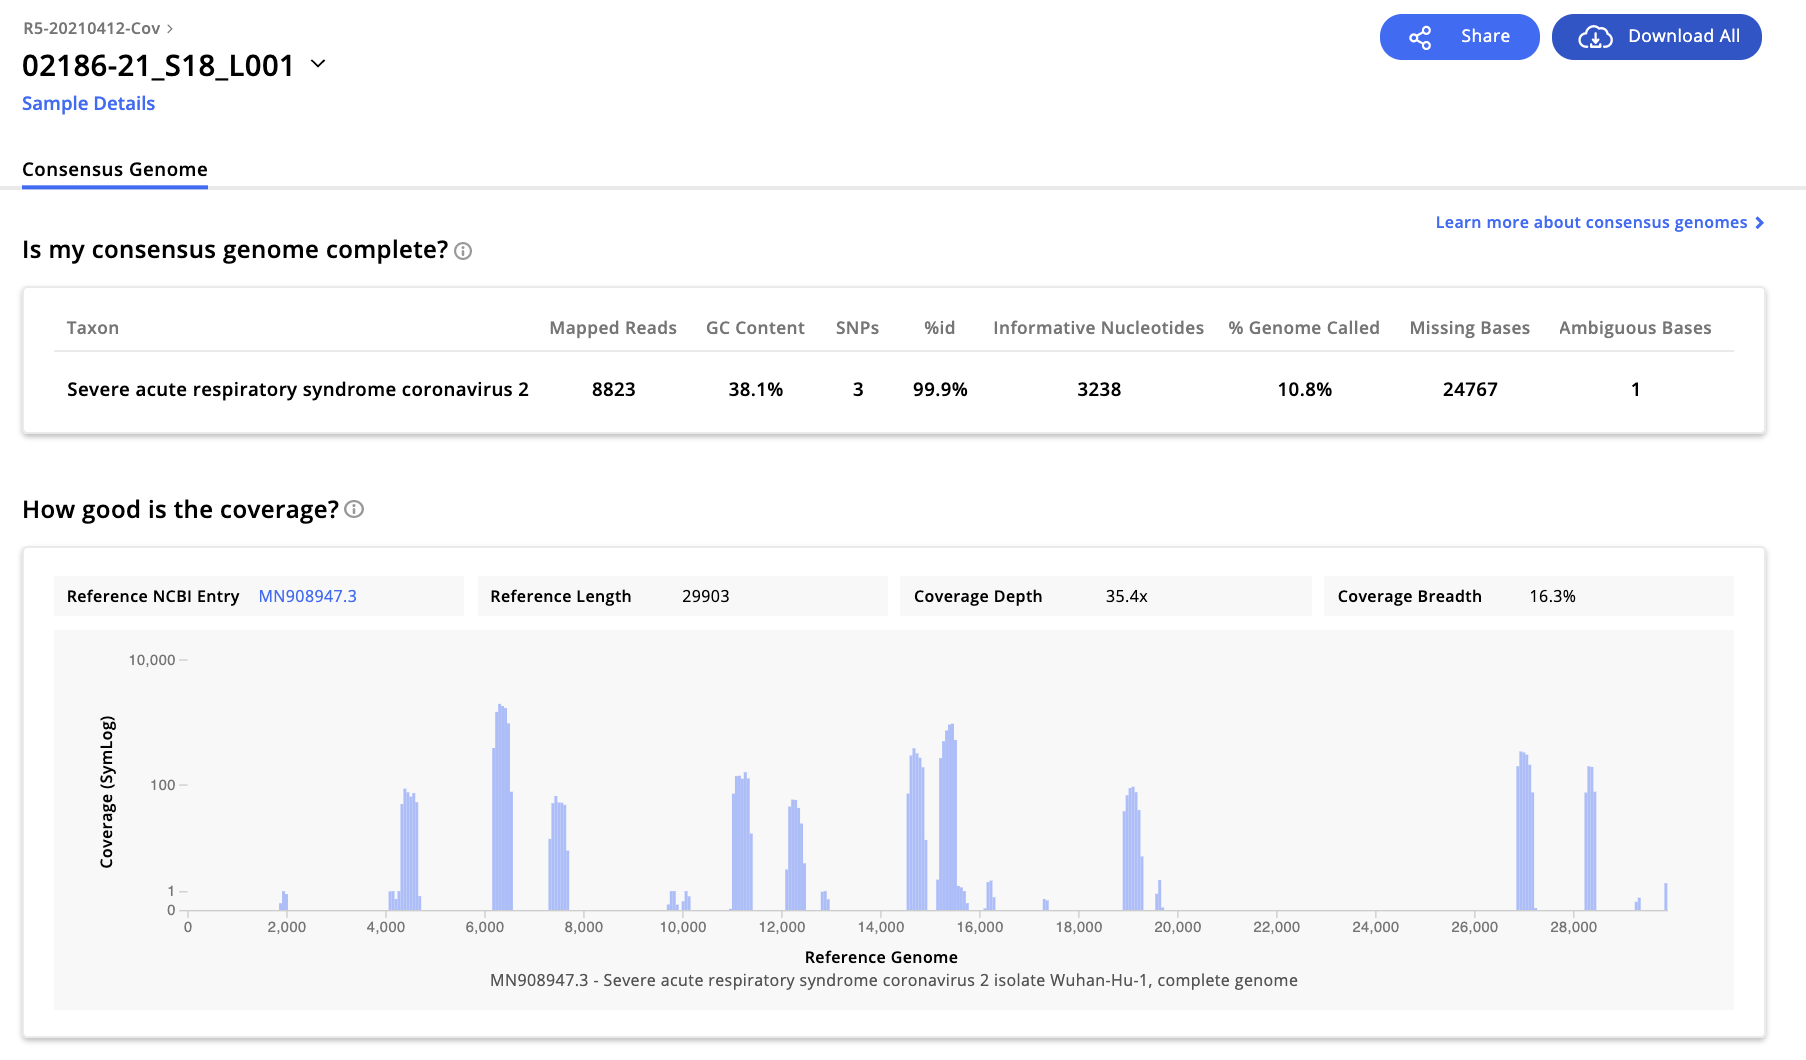 R5-20210412-Cov >
02186-21_S18_L001
Sample Details
Share
Download All
Consensus Genome
Learn more about consensus genomes >
Is my consensus genome complete?
Taxon Mapped Reads GC Content SNPs %id Informative Nucleotides % Genome Called Missing Bases Ambiguous Bases
Severe acute respiratory syndrome coronavirus 2 8823 38.1% 3 99.9% 3238 10.8% 24767 1
How good is the coverage?
Reference NCBI Entry MN908947.3 Reference Length 29903 Coverage Depth 35.4x Coverage Breadth 16.3%
10,000
100
1
0
Coverage (SymLog)
0 2,000 4,000 6,000 8,000 10,000 12,000 14,000 16,000 18,000 20,000 22,000 24,000 26,000 28,000
Reference Genome
MN908947.3 - Severe acute respiratory syndrome coronavirus 2 isolate Wuhan-Hu-1, complete genome